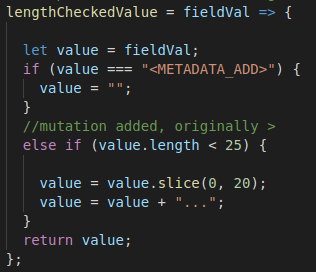 lengthCheckedValue = fieldVal => {
let value = fieldVal;
if (value === "<METADATA_ADD>") {
value = "";
}
//mutation added, originally >
else if (value.length < 25) {
value = value.slice(0, 20);
value = value + "...";
}
return value;
};